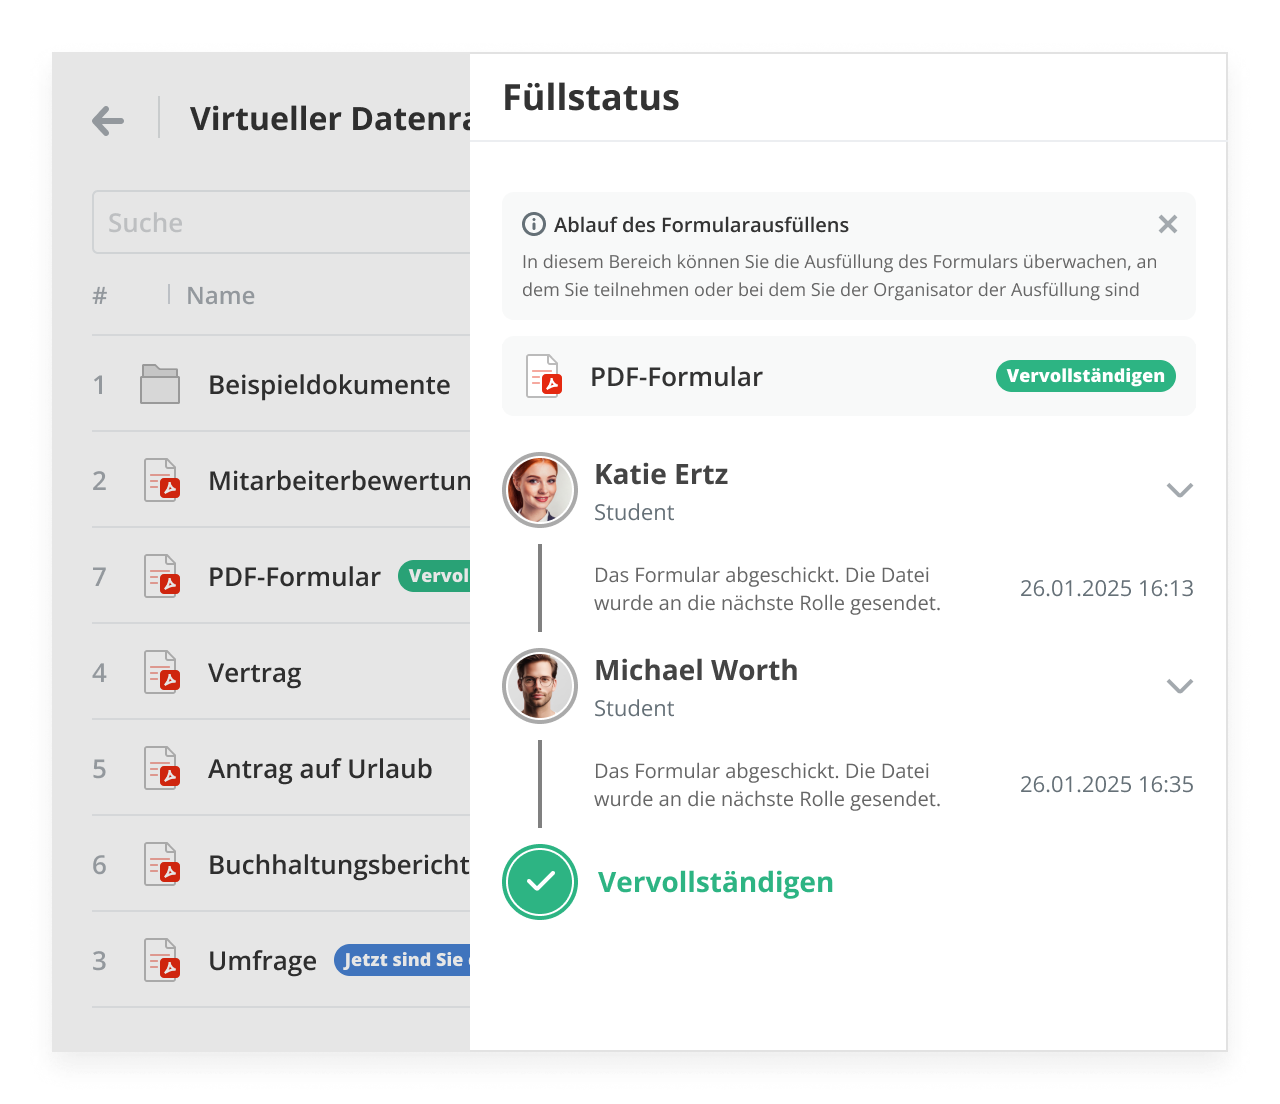 Virtueller
Suche
#
Name
1
Beispieldokumente
2
7
PDF-Formular
4
Vertrag
5
Antrag auf Urlaub
6
Buchhaltungsbericht
3
Umfrage
Jetzt sind Sie
Füllstatus
Ablauf des Formularausfüllens
In diesem Bereich können Sie die Ausfüllung des Formulars überwachen, an
dem Sie teilnehmen oder bei dem Sie der Organisator der Ausfüllung sind
PDF-Formular
Vervollständigen
Katie Ertz
Student
Das Formular abgeschickt. Die Datei
wurde an die nächste Rolle gesendet.
26.01.2025 16:13
Michael Worth
Student
Das Formular abgeschickt. Die Datei
wurde an die nächste Rolle gesendet.
26.01.2025 16:35
Vervollständigen